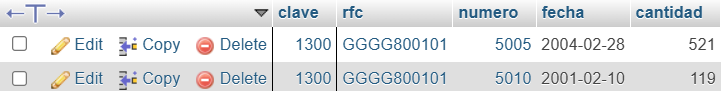 ←T→ clave rfc numero fecha cantidad
Edit Copy Delete 1300 GGGG800101 5005 2004-02-28 521
Edit Copy Delete 1300 GGGG800101 5010 2001-02-10 119